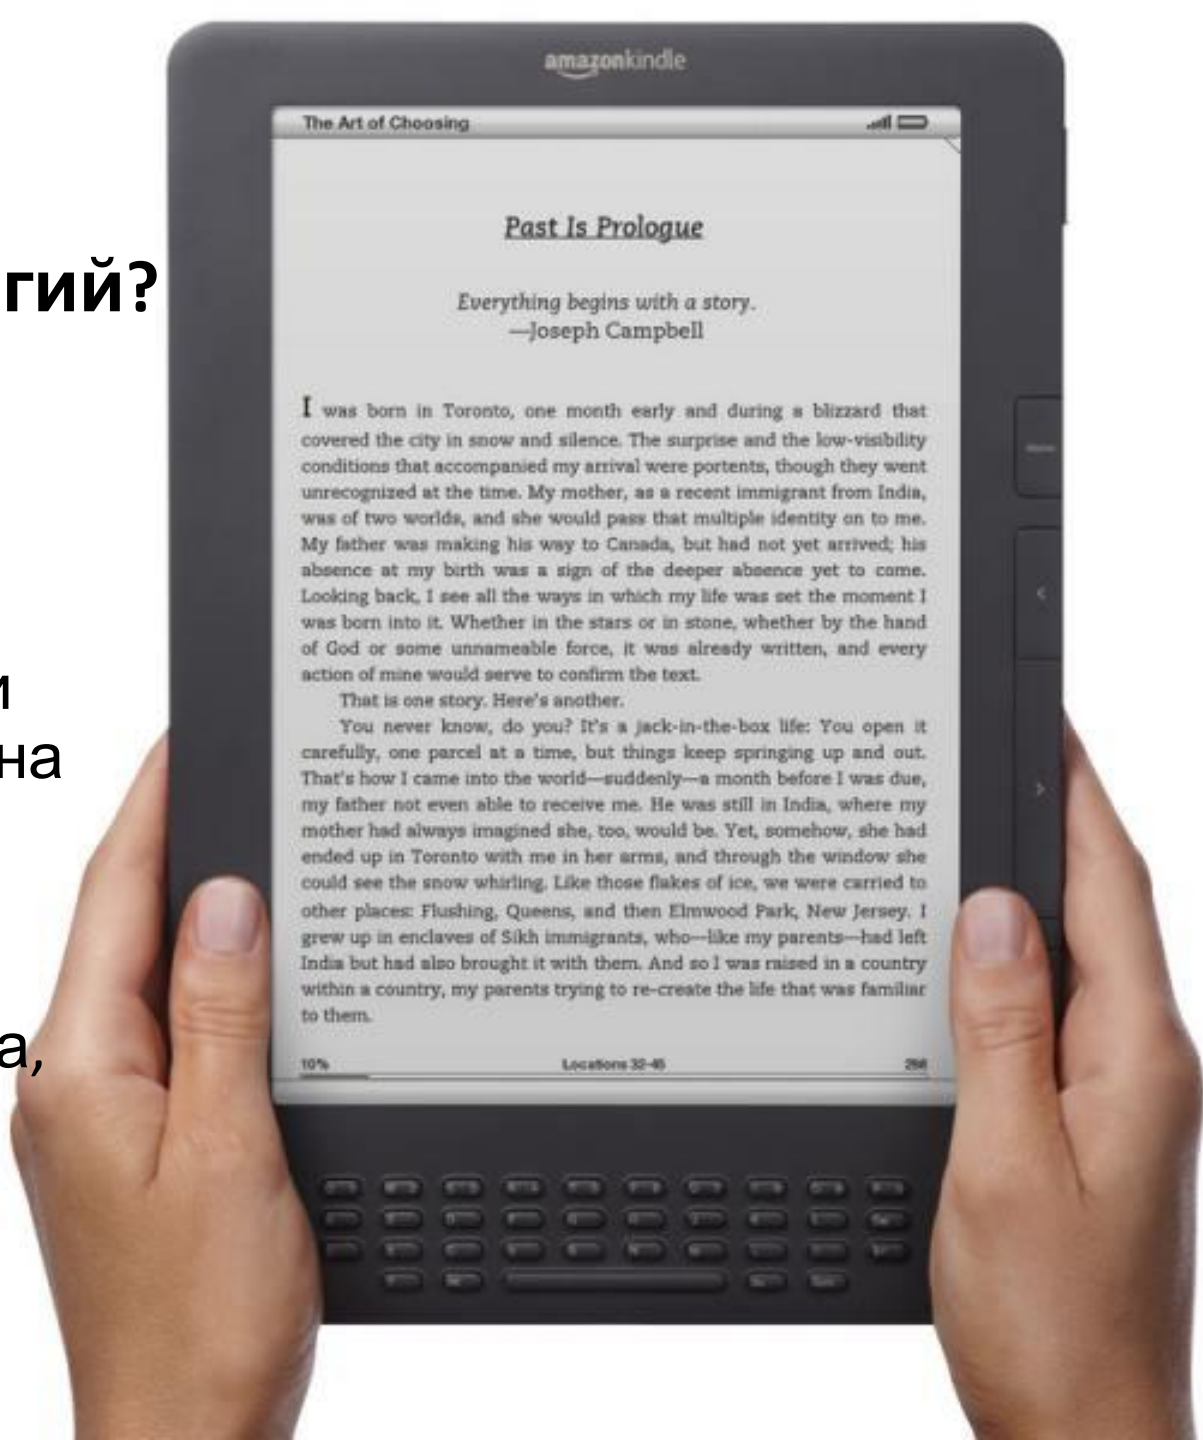 amazonkindle
The Art of Choosing
Past Is Prologue
гий?
Everything begins with a story.
—Joseph Campbell
I was born in Toronto, one month early and during a blizzard that
covered the city in snow and silence. The surprise and the low-visibility
conditions that accompanied my arrival were portents, though they went
unrecognized at the time. My mother, as a recent immigrant from India,
was of two worlds, and she would pass that multiple identity on to me.
My father was making his way to Canada, but had not yet arrived; his
absence at my birth was a sign of the deeper absence yet to come.
Looking back, I see all the ways in which my life was set the moment I
was born into it. Whether in the stars or in stone, whether by the hand
of God or some unnameable force, it was already written, and every
action of mine would serve to confirm the text.
That is one story. Here's another.
You never know, do you? It's a jack-in-the-box life: You open it
carefully, one parcel at a time, but things keep springing up and out.
That's how I came into the world—suddenly—a month before I was due,
my father not even able to receive me. He was still in India, where my
mother had always imagined she, too, would be. Yet, somehow, she had
ended up in Toronto with me in her arms, and through the window she
could see the snow whirling. Like those flakes of ice, we were carried to
other places: Flushing, Queens, and then Elmwood Park, New Jersey. I
grew up in enclaves of Sikh immigrants, who—like my parents—had left
India but had also brought it with them. And so I was raised in a country
within a country, my parents trying to re-create the life that was familiar
to them.
на
а,
10% Locations 32-45